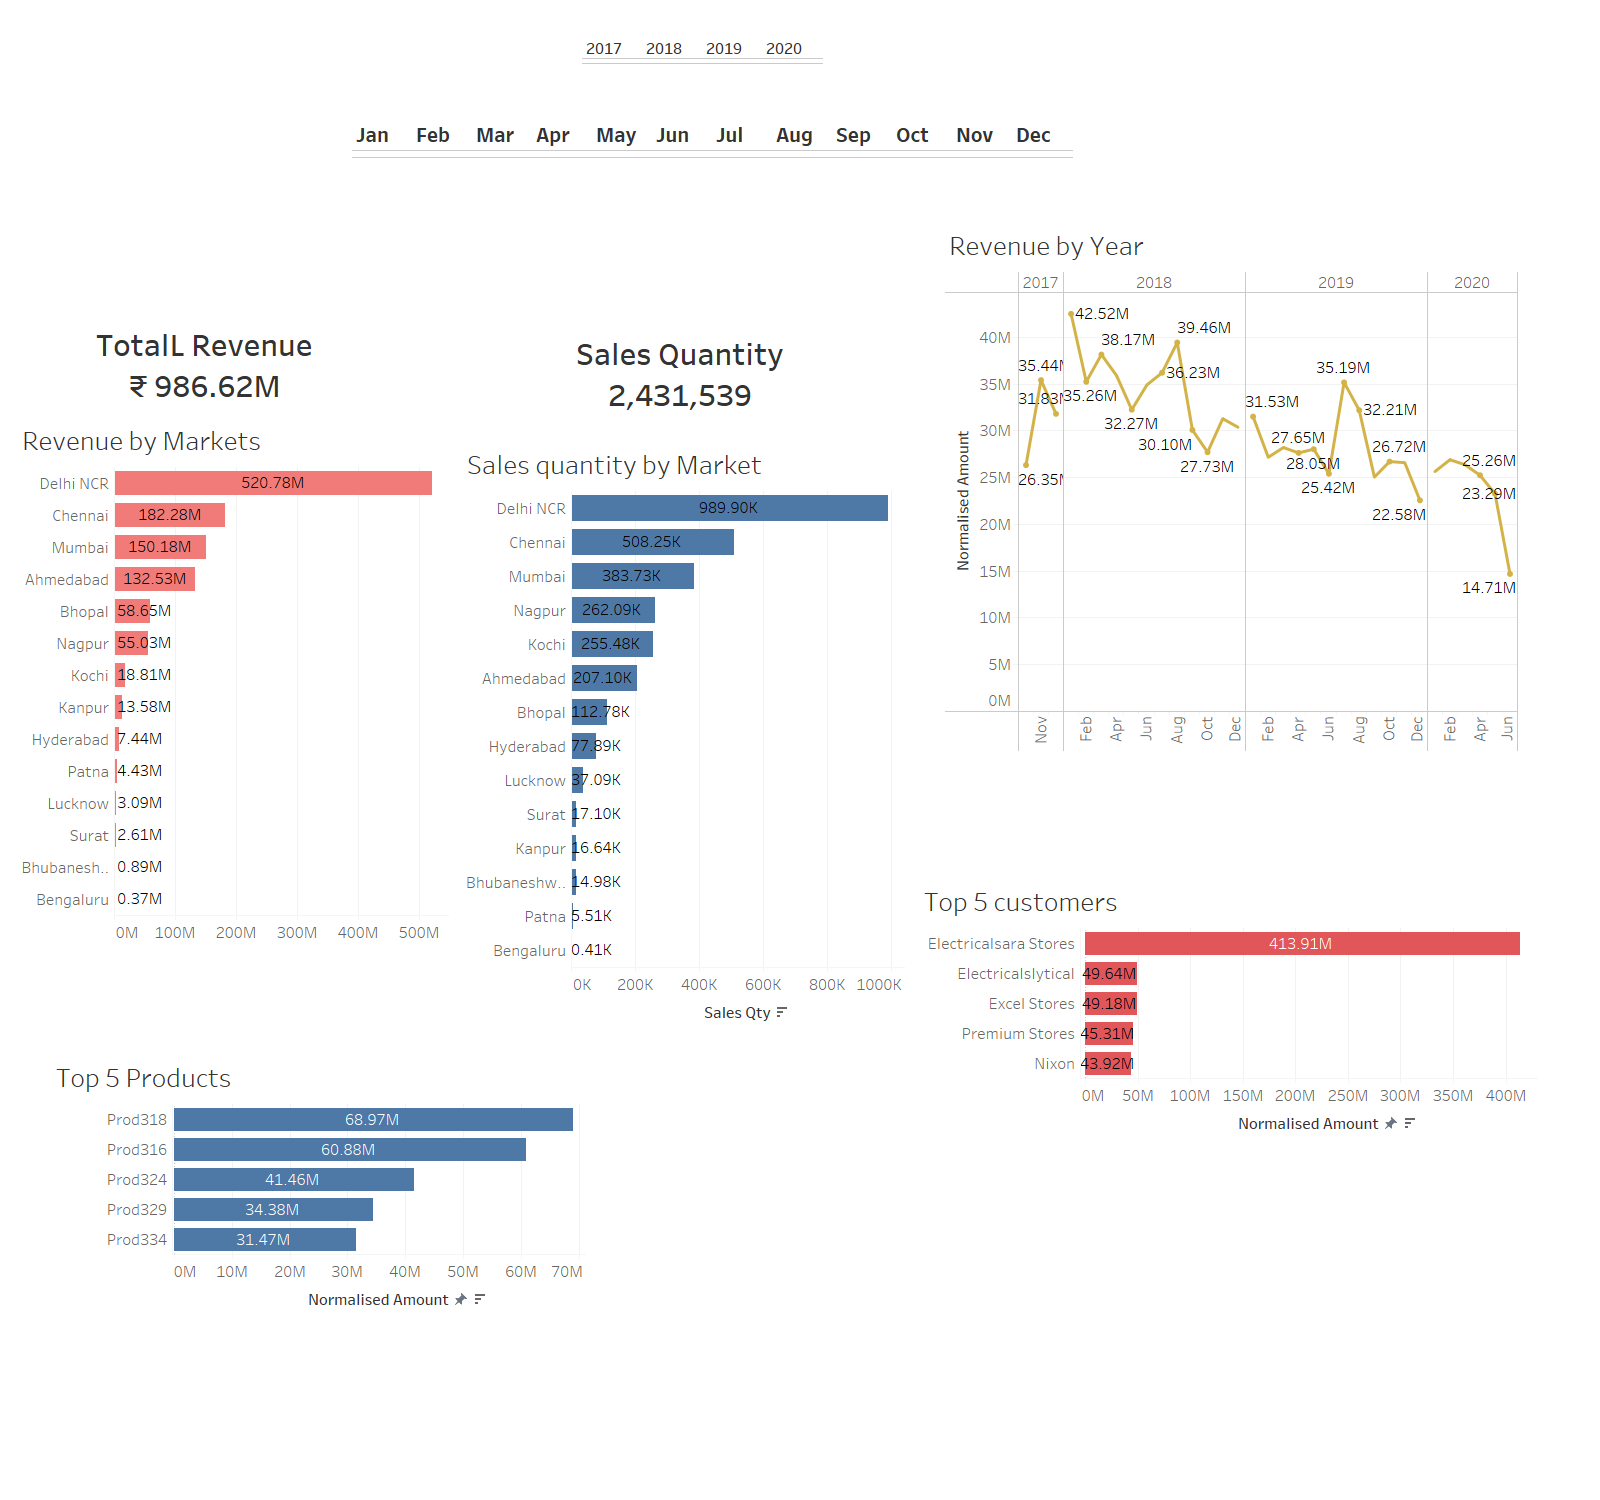 2017 2018 2019 2020
Jan Feb Mar Apr May Jun Jul Aug Sep Oct Nov Dec
TotalL Revenue
₹ 986.62M
Revenue by Markets
Delhi NCR 520.78M
Chennai 182.28M
Mumbai 150.18M
Ahmedabad 132.53M
Bhopal 58.65M
Nagpur 55.03M
Kochi 18.81M
Kanpur 13.58M
Hyderabad 7.44M
Patna 4.43M
Lucknow 3.09M
Surat 2.61M
Bhubanesh.. 0.89M
Bengaluru 0.37M
0M 100M 200M 300M 400M 500M
Sales Quantity
2,431,539
Sales quantity by Market
Delhi NCR 989.90K
Chennai 508.25K
Mumbai 383.73K
Nagpur 262.09K
Kochi 255.48K
Ahmedabad 207.10K
Bhopal 112.78K
Hyderabad 77.89K
Lucknow 37.09K
Surat 17.10K
Kanpur 16.64K
Bhubaneshw.. 14.98K
Patna 5.51K
Bengaluru 0.41K
0K 200K 400K 600K 800K 1000K
Sales Qty
Revenue by Year
2017 2018 2019 2020
Normalised Amount
40M
35M
30M
25M
20M
15M
10M
5M
0M
26.35M
35.44M
31.83M
42.52M
35.26M
38.17M
32.27M
36.23M
39.46M
30.10M
27.73M
31.53M
27.65M
28.05M
25.42M
35.19M
32.21M
26.72M
22.58M
25.26M
23.29M
14.71M
Nov Feb Apr Jun Aug Oct Dec Feb Apr Jun Aug Oct Dec Feb Apr Jun
Top 5 customers
Electricalsara Stores 413.91M
Electricalslytical 49.64M
Excel Stores 49.18M
Premium Stores 45.31M
Nixon 43.92M
0M 50M 100M 150M 200M 250M 300M 350M 400M
Normalised Amount
Top 5 Products
Prod318 68.97M
Prod316 60.88M
Prod324 41.46M
Prod329 34.38M
Prod334 31.47M
0M 10M 20M 30M 40M 50M 60M 70M
Normalised Amount